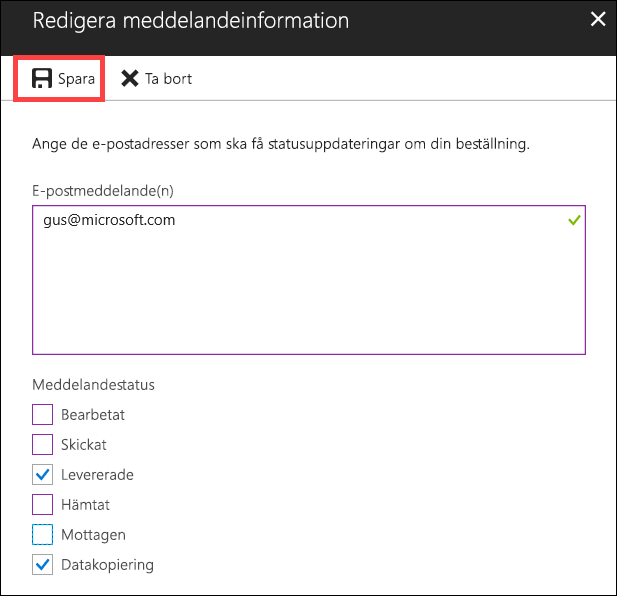 Redigera meddelandeinformation
Spara Ta bort
Ange de e-postadresser som ska få statusuppdateringar om din beställning.
E-postmeddelande(n)
gus@microsoft.com
Meddelandestatus
Bearbetat
Skickat
Levererade
Hämtat
Mottagen
Datakopiering